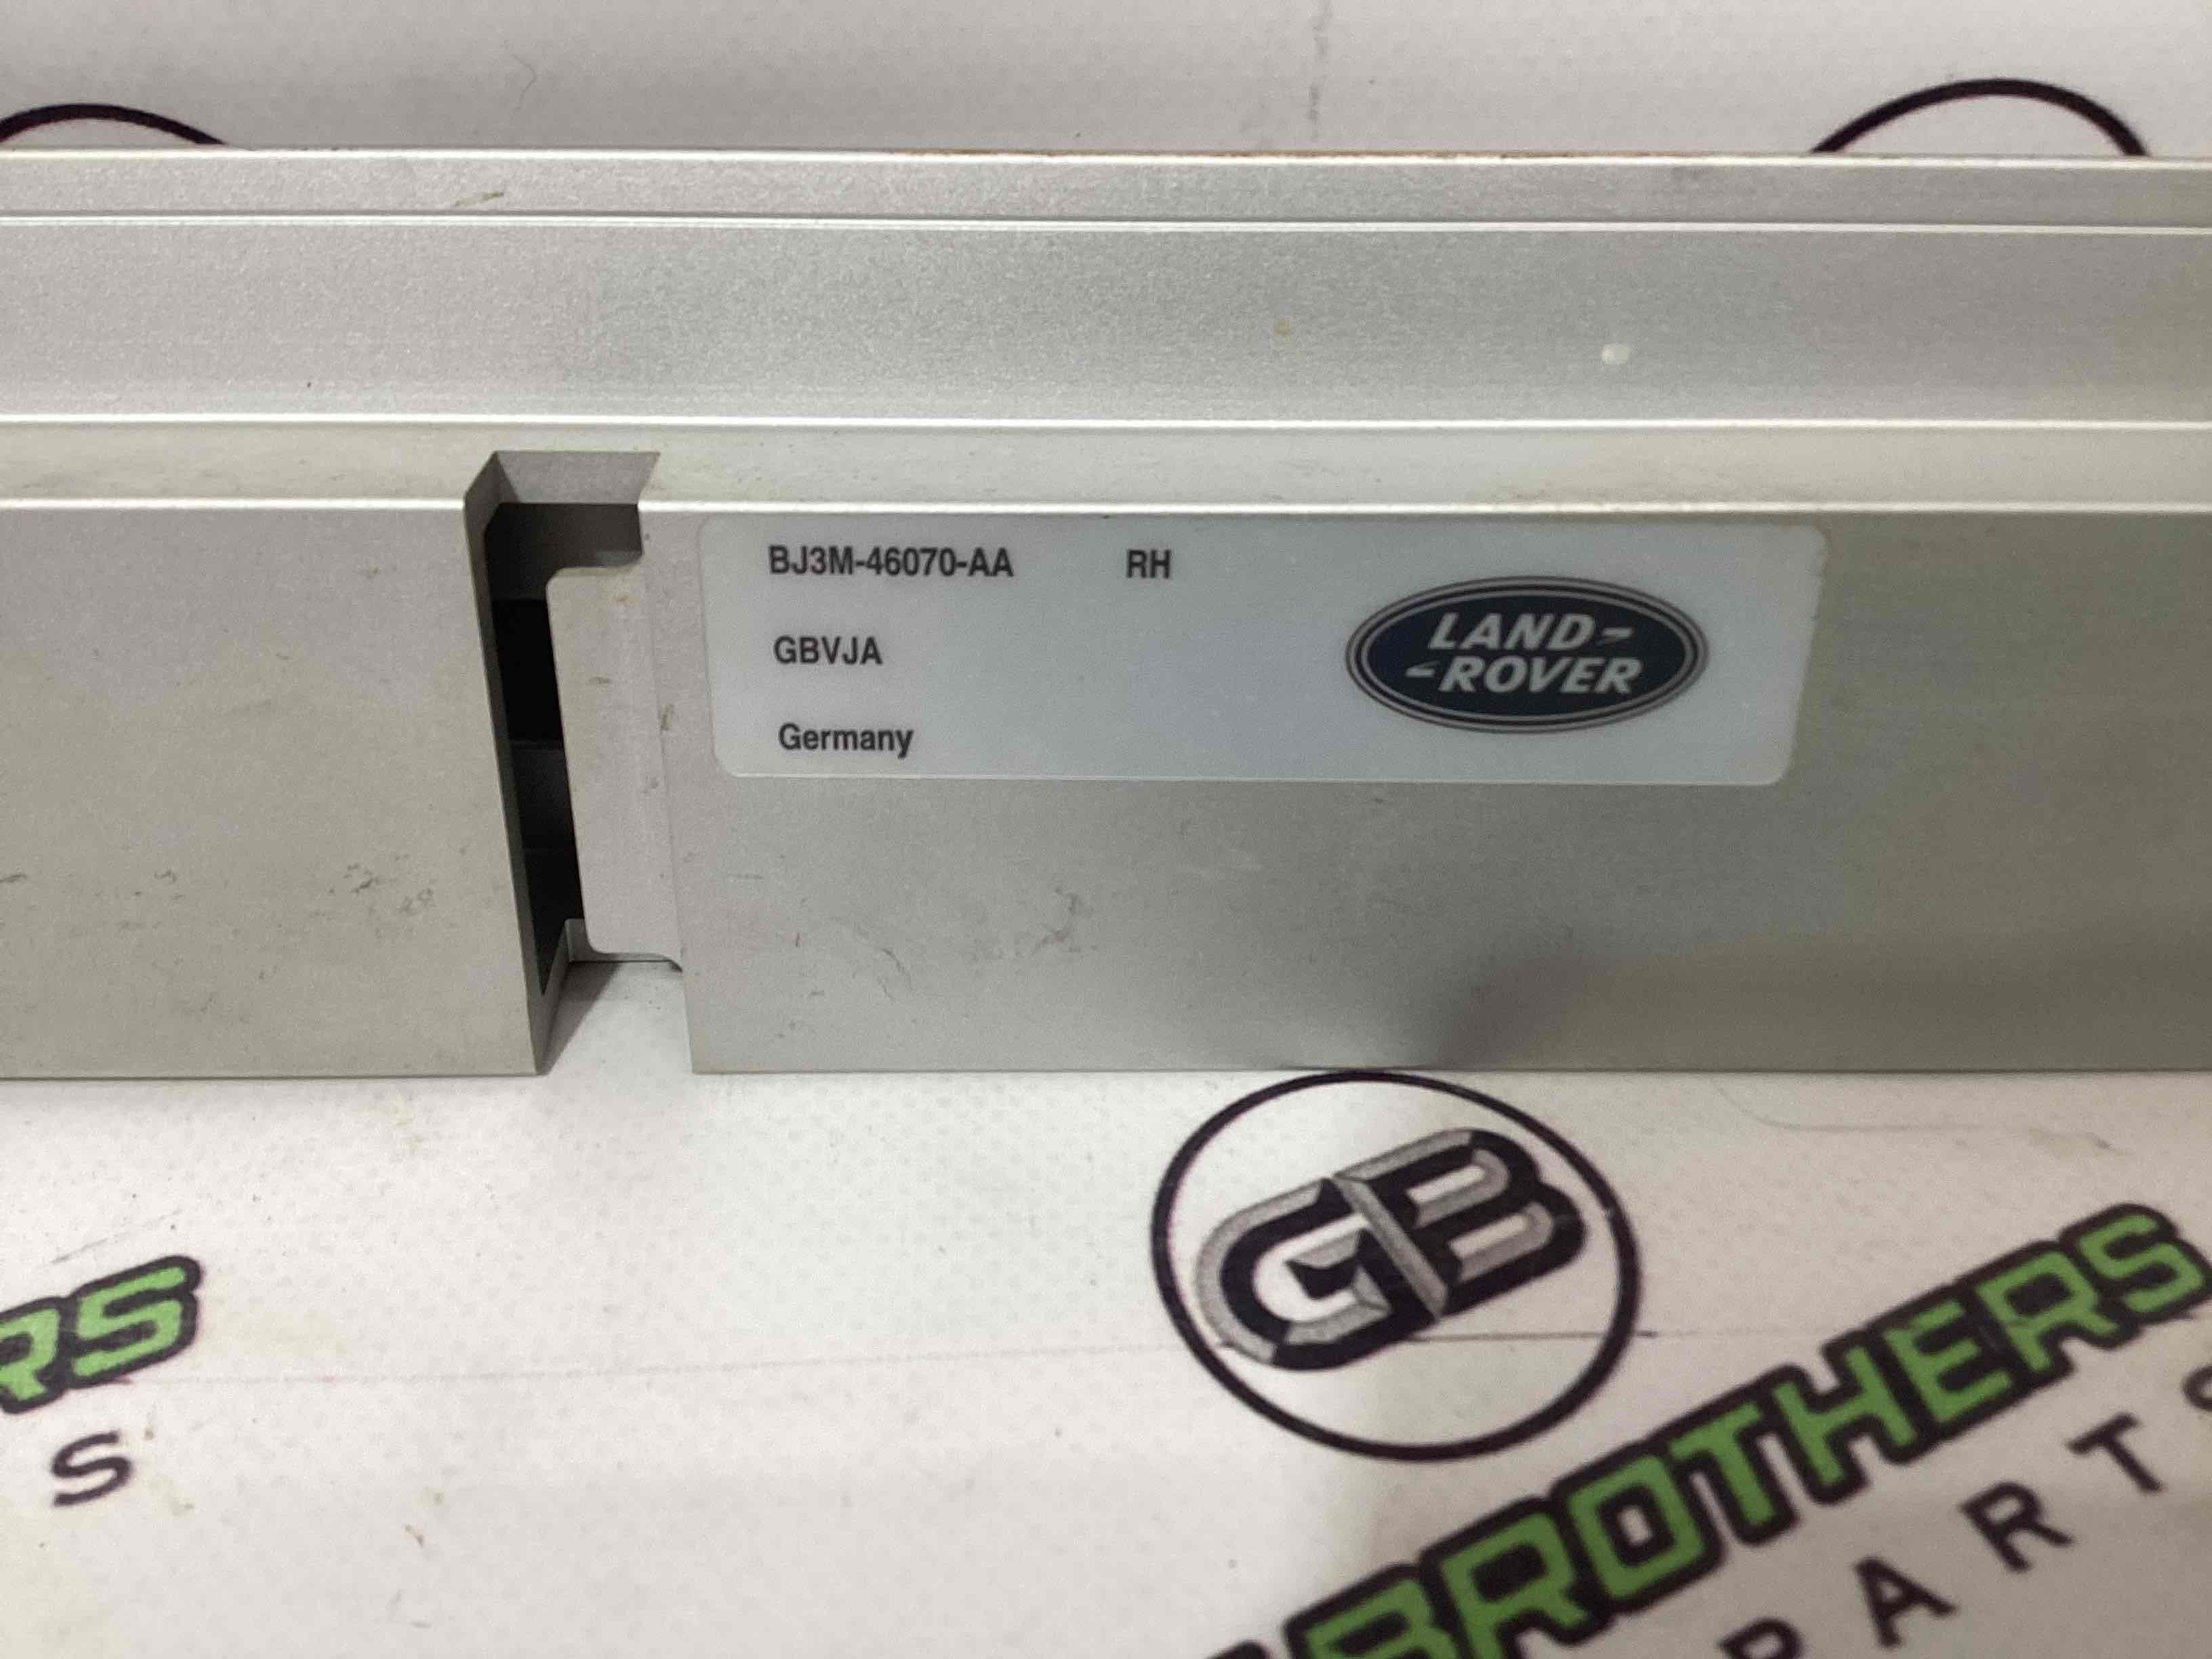 BJ3M-46070-AA RH
GBVJA
Germany
LAND-
-ROVER
GB
BROTHERS
PARTS
RS
S